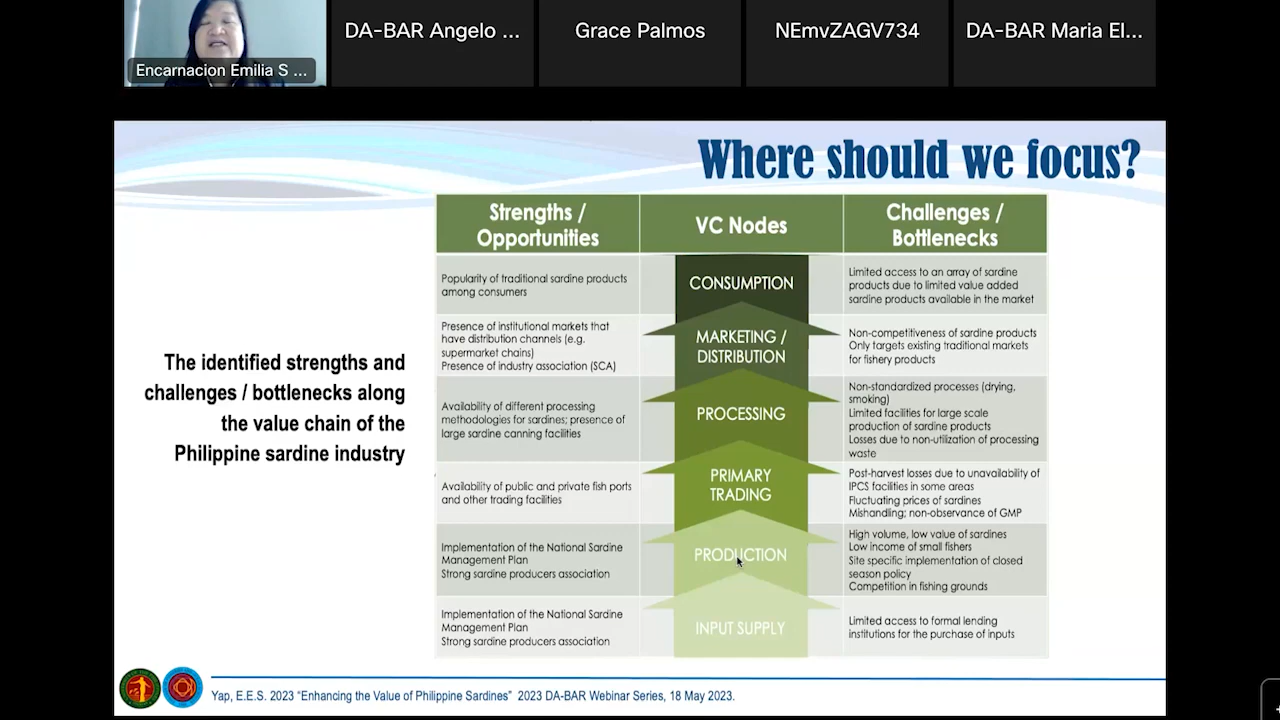 Encarnacion Emilia S ...
DA-BAR Angelo ...
Grace Palmos
NEmvZAGV734
DA-BAR Maria El...
Where should we focus?
The identified strengths and
challenges / bottlenecks along
the value chain of the
Philippine sardine industry
Strengths /
Opportunities
VC Nodes
Challenges /
Bottlenecks
Popularity of traditional sardine products
among consumers
CONSUMPTION
Limited access to an array of sardine
products due to limited value added
sardine products available in the market
Presence of institutional markets that
have distribution channels (e.g.
supermarket chains)
Presence of industry association (SCA)
MARKETING /
DISTRIBUTION
Non-competitiveness of sardine products
Only targets existing traditional markets
for fishery products
Availability of different processing
methodologies for sardines; presence of
large sardine canning facilities
PROCESSING
Non-standardized processes (drying,
smoking)
Limited facilities for large scale
production of sardine products
Losses due to non-utilization of processing
waste
Availability of public and private fish ports
and other trading facilities
PRIMARY
TRADING
Post-harvest losses due to unavailability of
IPCS facilities in some areas
Fluctuating prices of sardines
Mishandling; non-observance of GMP
Implementation of the National Sardine
Management Plan
Strong sardine producers association
PRODUCTION
High volume, low value of sardines
Low income of small fishers
Site specific implementation of closed
season policy
Competition in fishing grounds
Implementation of the National Sardine
Management Plan
Strong sardine producers association
INPUT SUPPLY
Limited access to formal lending
institutions for the purchase of inputs
Yap, E.E.S. 2023 “Enhancing the Value of Philippine Sardines” 2023 DA-BAR Webinar Series, 18 May 2023.